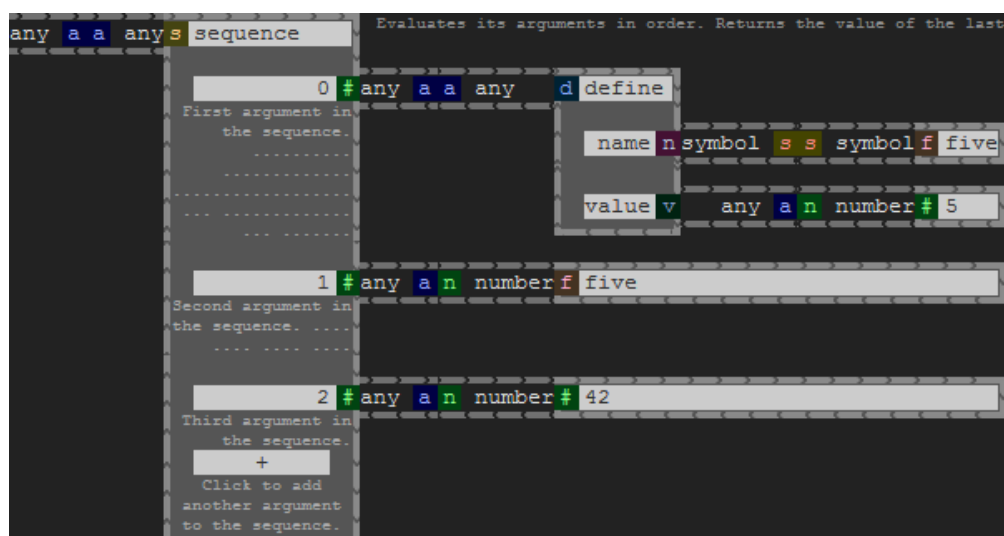 Evaluates its arguments in order. Returns the value of the last
any a a any s sequence
0 # any a a any d define
First argument in
the sequence.
..........
.............
..................
... .............
... .......
name n symbol s s symbol f five
value v any a n number # 5
1 # any a n number f five
Second argument in
the sequence. ....
.... .... ....
2 # any a n number # 42
Third argument in
the sequence.
+
Click to add
another argument
to the sequence.